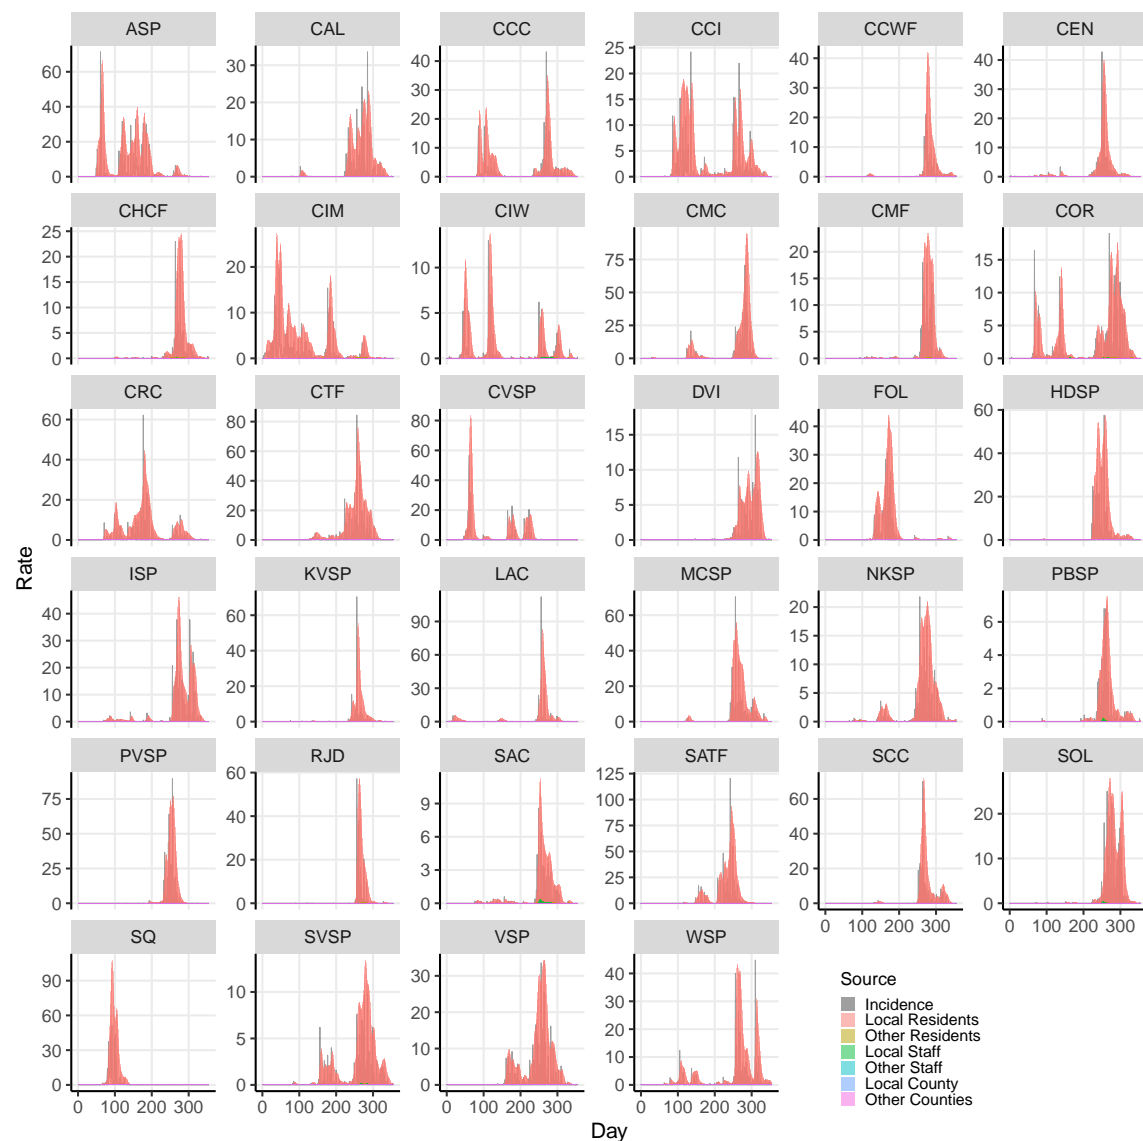 ASP CAL CCC CCI CCWF CEN
0 20 40 60
0 10 20 30
0 10 20 30 40
0 5 10 15 20 25
0 10 20 30 40
0 10 20 30 40
CHCF CIM CIW CMC CMF COR
0 5 10 15 20 25
0 10 20
0 5 10
0 25 50 75
0 5 10 15 20
0 5 10 15
CRC CTF CVSP DVI FOL HDSP
0 20 40 60
0 20 40 60 80
0 20 40 60 80
0 5 10 15
0 10 20 30 40
0 20 40 60
Rate
ISP KVSP LAC MCSP NKSP PBSP
0 10 20 30 40
0 20 40 60
0 30 60 90
0 20 40 60
0 5 10 15 20
0 2 4 6
PVSP RJD SAC SATF SCC SOL
0 25 50 75
0 20 40 60
0 3 6 9
0 25 50 75 100 125
0 20 40 60
0 10 20
0 100 200 300
0 100 200 300
SQ SVSP VSP WSP
0 30 60 90
0 5 10
0 10 20 30
0 10 20 30 40
0 100 200 300
0 100 200 300
0 100 200 300
0 100 200 300
Day
Source
Incidence
Local Residents
Other Residents
Local Staff
Other Staff
Local County
Other Counties